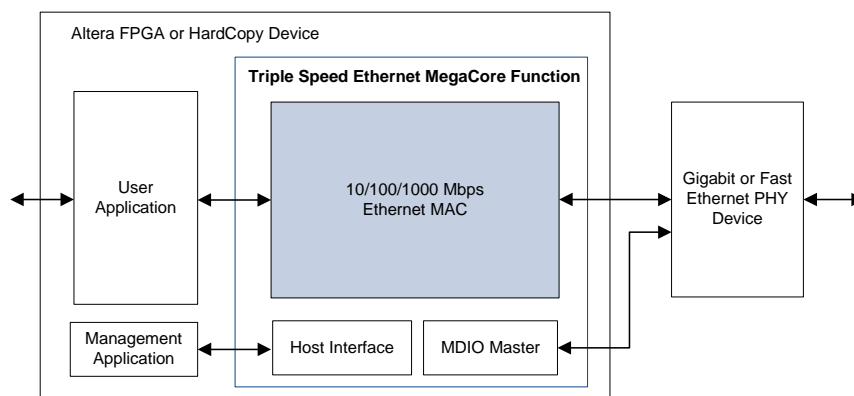 Altera FPGA or HardCopy Device
Triple Speed Ethernet MegaCore Function
User
Application
10/100/1000 Mbps
Ethernet MAC
Gigabit or Fast
Ethernet PHY
Device
Management
Application
Host Interface
MDIO Master